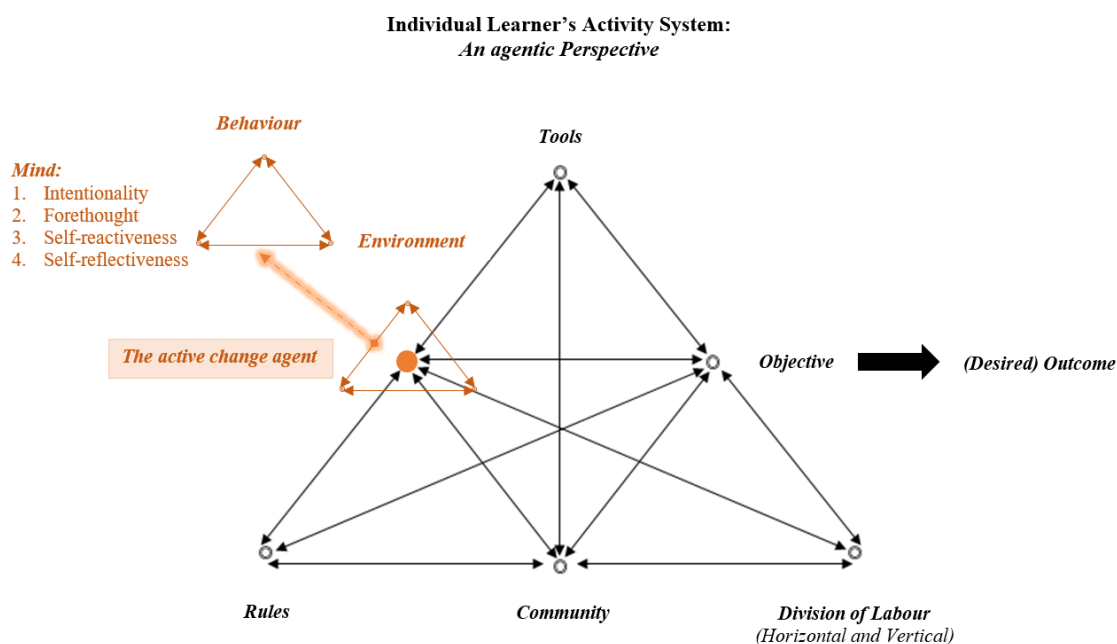 Individual Learner's Activity System:
An agentic Perspective
Behaviour
Tools
Mind:
1. Intentionality
2. Forethought
3. Self-reactiveness
4. Self-reflectiveness
Environment
The active change agent
Objective
(Desired) Outcome
Rules
Community
Division of Labour
(Horizontal and Vertical)